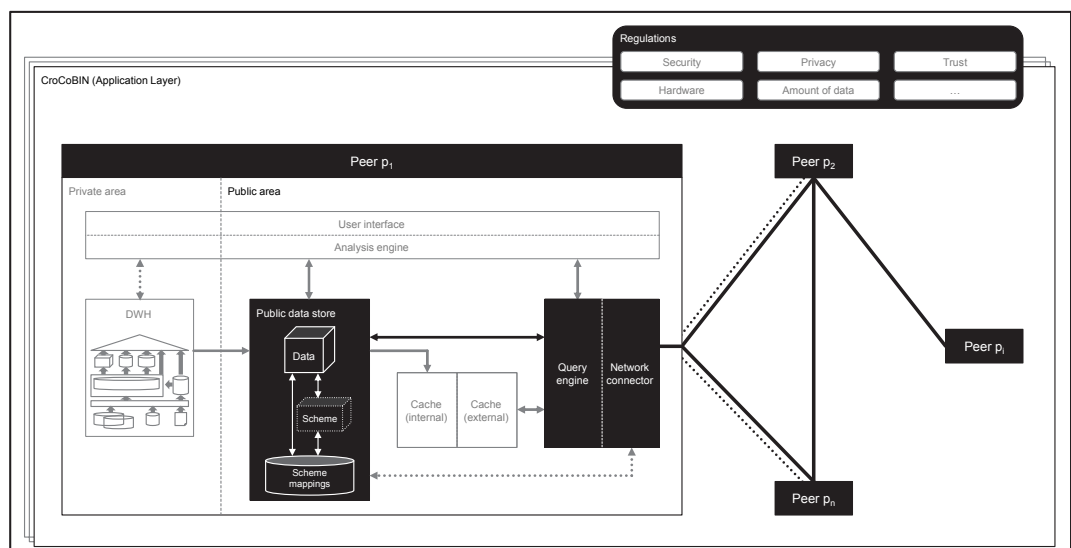 Regulations
Security
Privacy
Trust
Hardware
Amount of data
...
CroCoBIN (Application Layer)
Peer p1
Private area
Public area
User interface
Analysis engine
DWH
Public data store
Data
Scheme
Scheme
mappings
Cache
(internal)
Cache
(external)
Query
engine
Network
connector
Peer p2
Peer pi
Peer pn